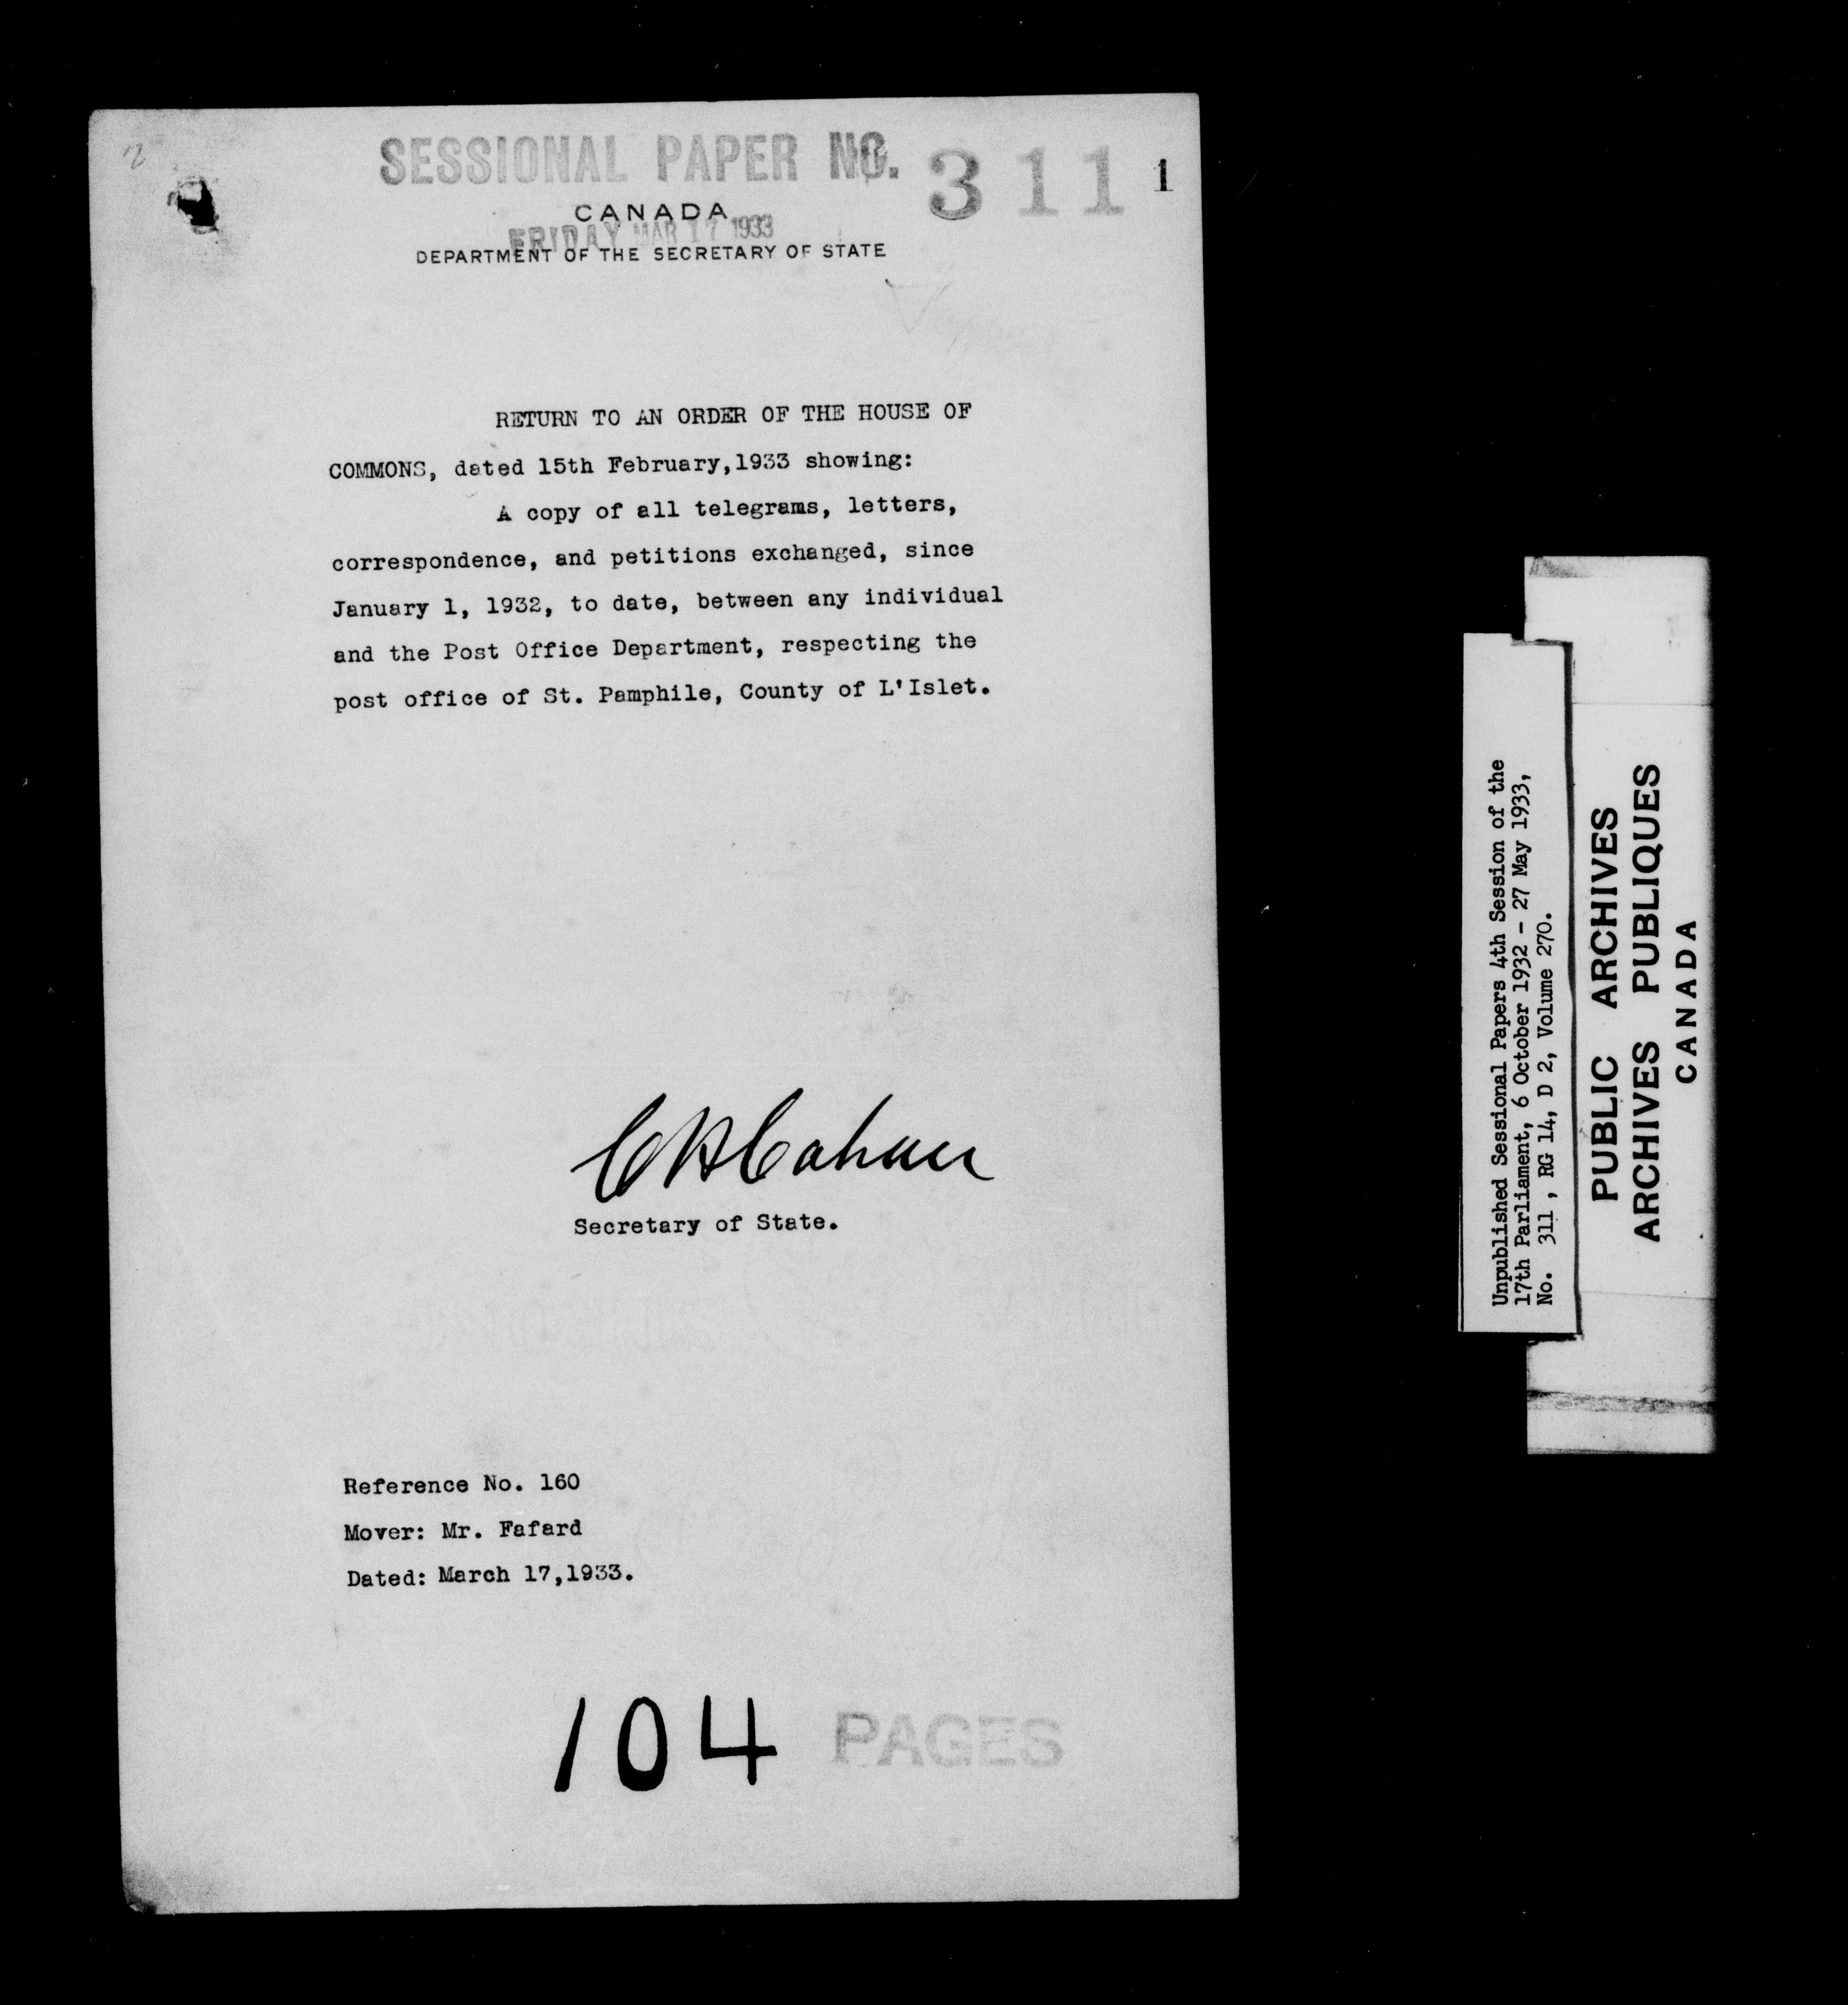 SESSIONAL PAPER NO. 311 1
CANADA
FRIDAY MAR 17 1933
DEPARTMENT OF THE SECRETARY OF STATE
RETURN TO AN ORDER OF THE HOUSE OF
COMMONS, dated 15th February,1933 showing:
A copy of all telegrams, letters,
correspondence, and petitions exchanged, since
January 1, 1932, to date, between any individual
and the Post Office Department, respecting the
post office of St. Pamphile, County of L'Islet.
CHCahan
Secretary of State.
Reference No. 160
Mover: Mr. Fafard
Dated: March 17,1933.
104 PAGES
Unpublished Sessional Papers 4th Session of the
17th Parliament, 6 October 1932 - 27 May 1933,
No. 311 , RG 14, D 2, Volume 270.
PUBLIC ARCHIVES
ARCHIVES PUBLIQUES
CANADA